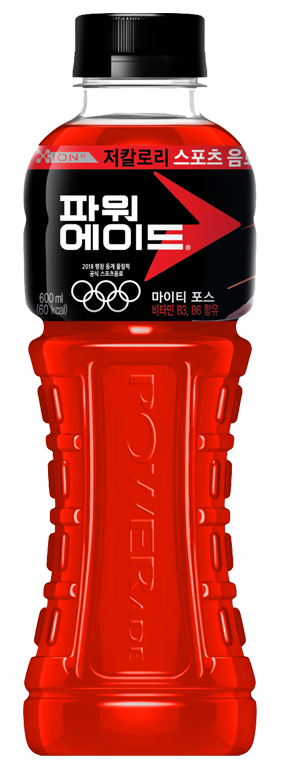 ION
저칼로리 스포츠 음료
파워
에이드®
2018 평창 동계 올림픽
공식 스포츠음료
600 ml
(60 kcal)
마이티 포스
비타민 B3, B6 함유
POWERADE